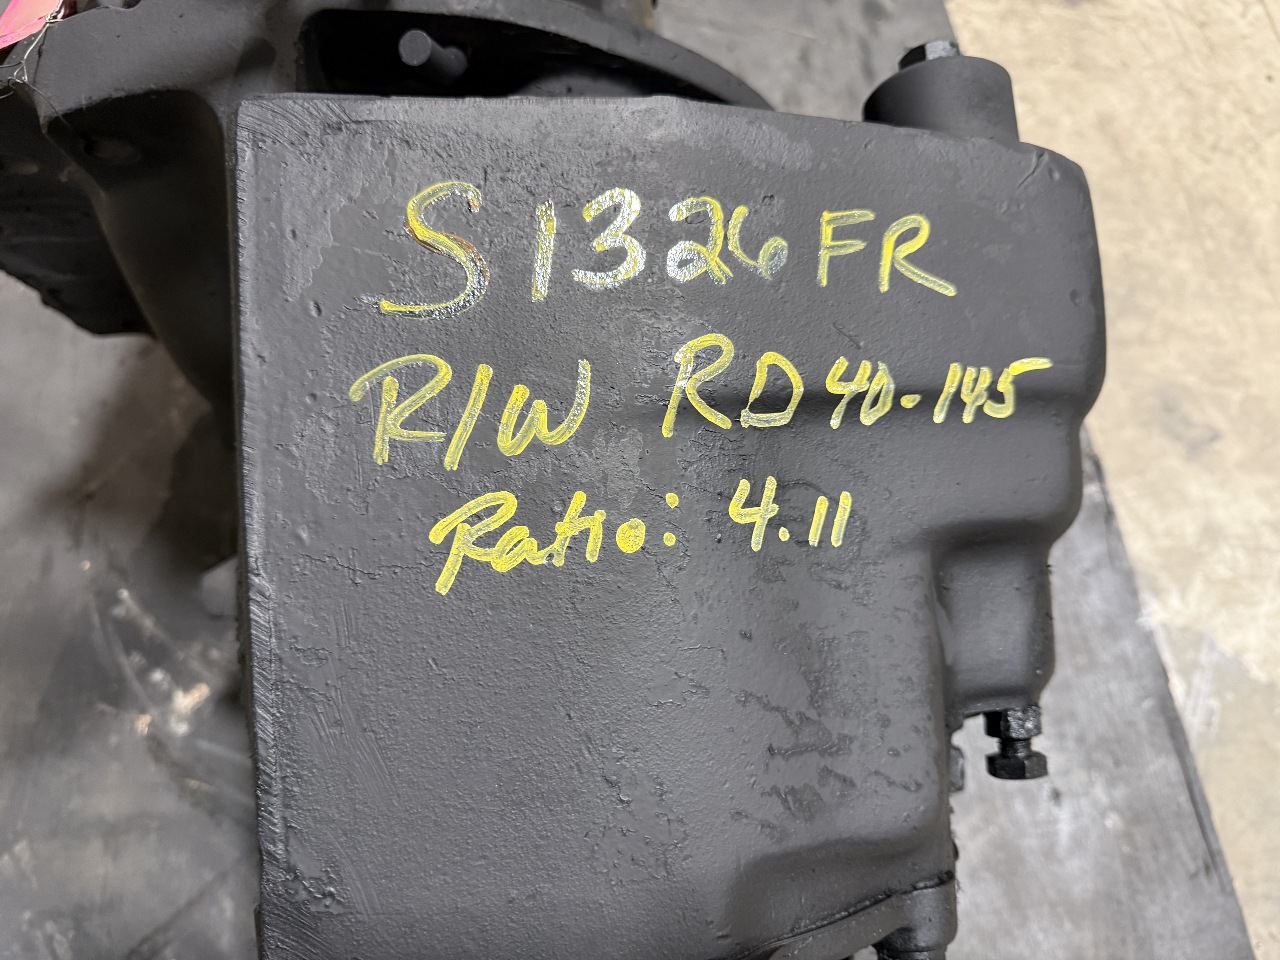 S1326FR
R/W RD40-145
Ratio: 4.11